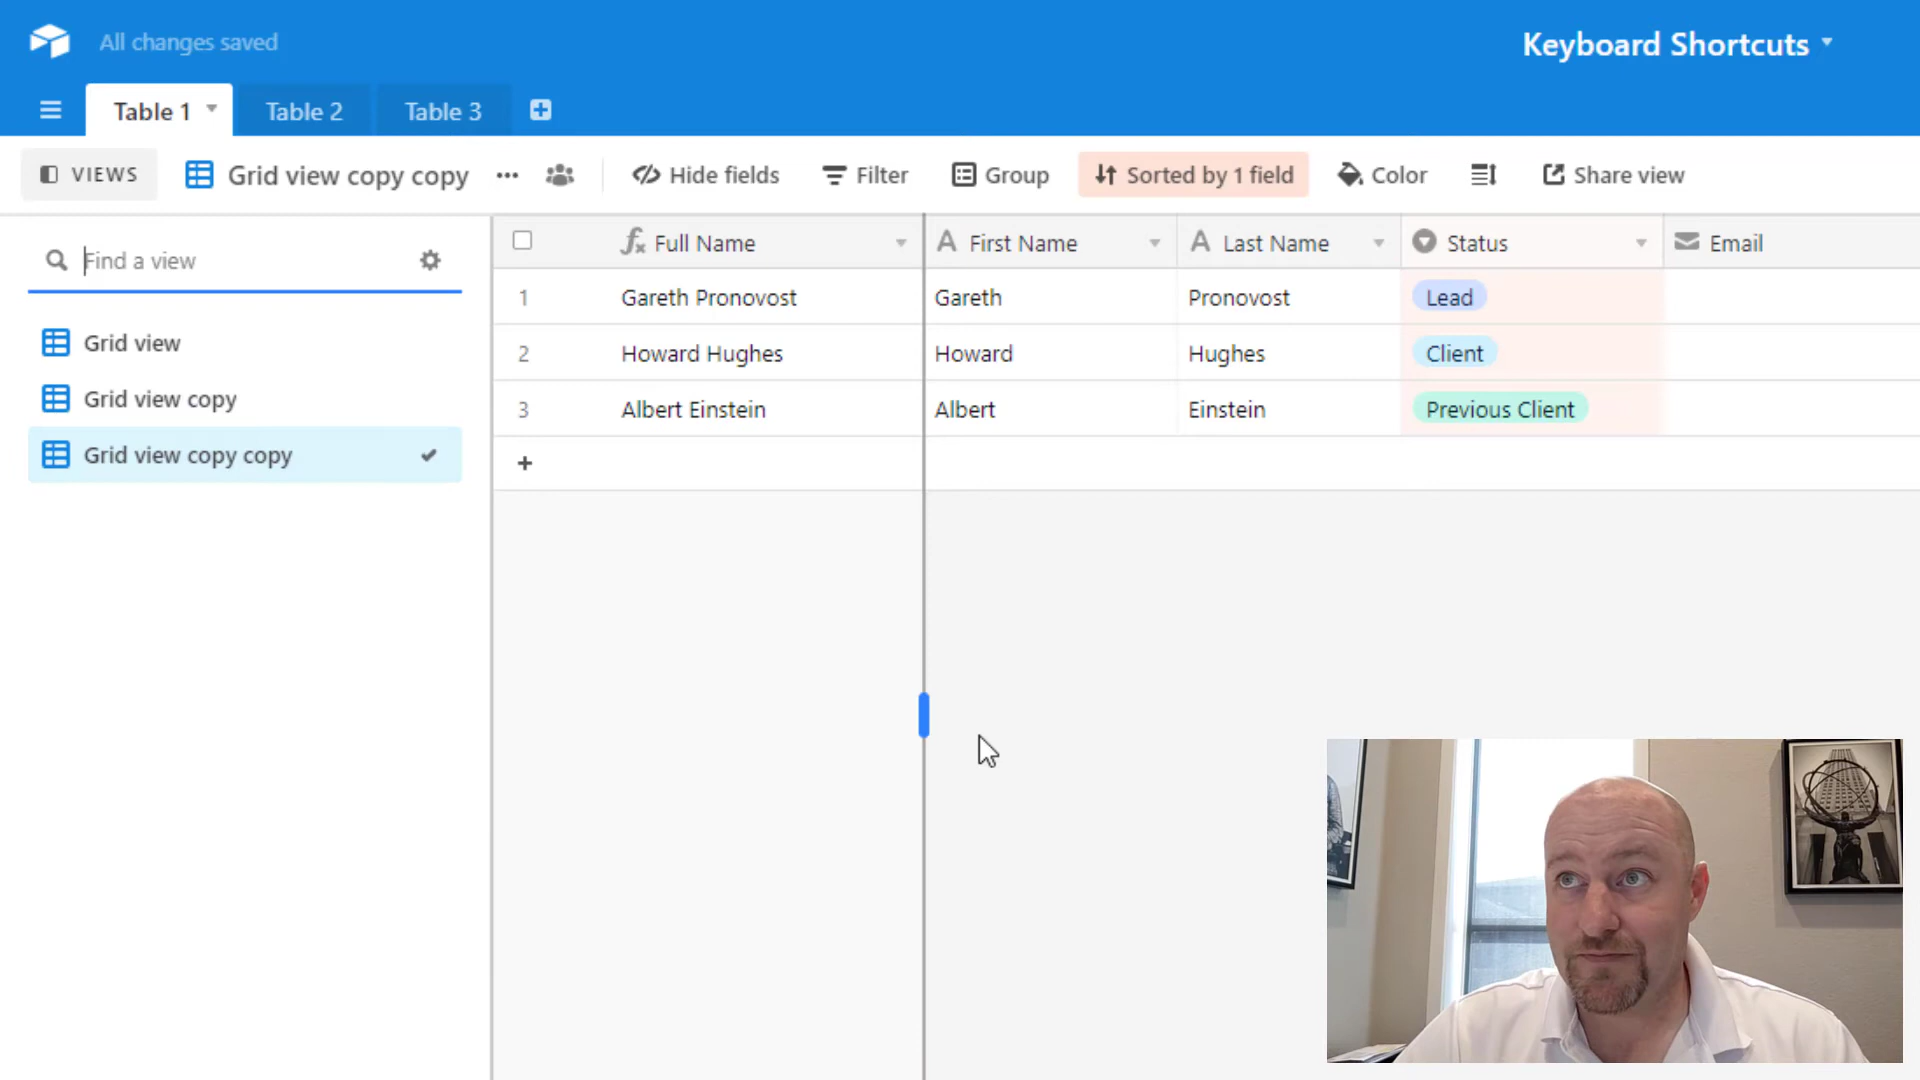 All changes saved
Keyboard Shortcuts
Table 1
Table 2
Table 3
VIEWS
Grid view copy copy
Hide fields
Filter
Group
Sorted by 1 field
Color
Share view
Find a view
Full Name
First Name
Last Name
Status
Email
1
Gareth Pronovost
Gareth
Pronovost
Lead
2
Howard Hughes
Howard
Hughes
Client
3
Albert Einstein
Albert
Einstein
Previous Client
Grid view
Grid view copy
Grid view copy copy